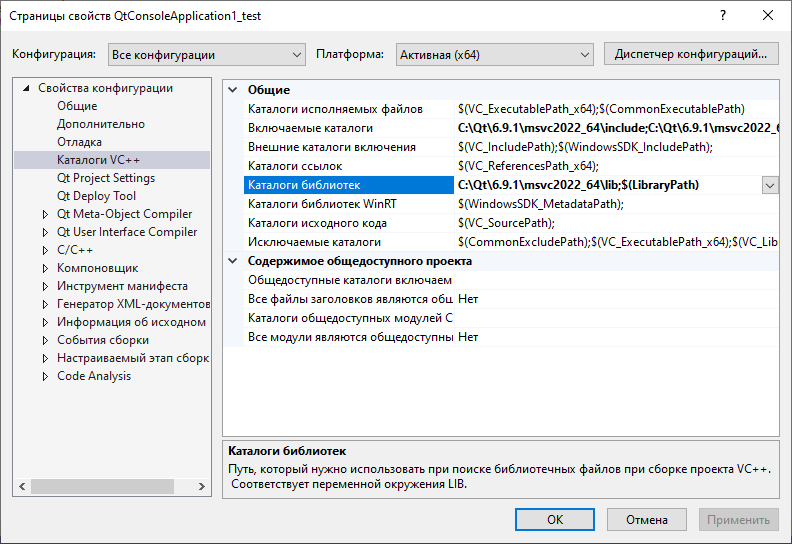 Страницы свойств QtConsoleApplication1_test
Конфигурация: Все конфигурации Платформа: Активная (x64) Диспетчер конфигураций...
Свойства конфигурации
Общие
Дополнительно
Отладка
Каталоги VC++
Qt Project Settings
Qt Deploy Tool
Qt Meta-Object Compiler
Qt User Interface Compiler
C/C++
Компоновщик
Инструмент манифеста
Генератор XML-документов
Информация об исходном
События сборки
Настраиваемый этап сборк
Code Analysis
Общие
Каталоги исполняемых файлов $(VC_ExecutablePath_x64);$(CommonExecutablePath)
Включаемые каталоги C:\Qt\6.9.1\msvc2022_64\include;C:\Qt\6.9.1\msvc2022_6
Внешние каталоги включения $(VC_IncludePath);$(WindowsSDK_IncludePath);
Каталоги ссылок $(VC_ReferencesPath_x64);
Каталоги библиотек C:\Qt\6.9.1\msvc2022_64\lib;$(LibraryPath)
Каталоги библиотек WinRT $(WindowsSDK_MetadataPath);
Каталоги исходного кода $(VC_SourcePath);
Исключаемые каталоги $(CommonExcludePath);$(VC_ExecutablePath_x64);$(VC_Lib
Содержимое общедоступного проекта
Общедоступные каталоги включаем
Все файлы заголовков являются общ Нет
Каталоги общедоступных модулей C
Все модули являются общедоступны Нет
Каталоги библиотек
Путь, который нужно использовать при поиске библиотечных файлов при сборке проекта VC++.
Соответствует переменной окружения LIB.
ОК Отмена Применить